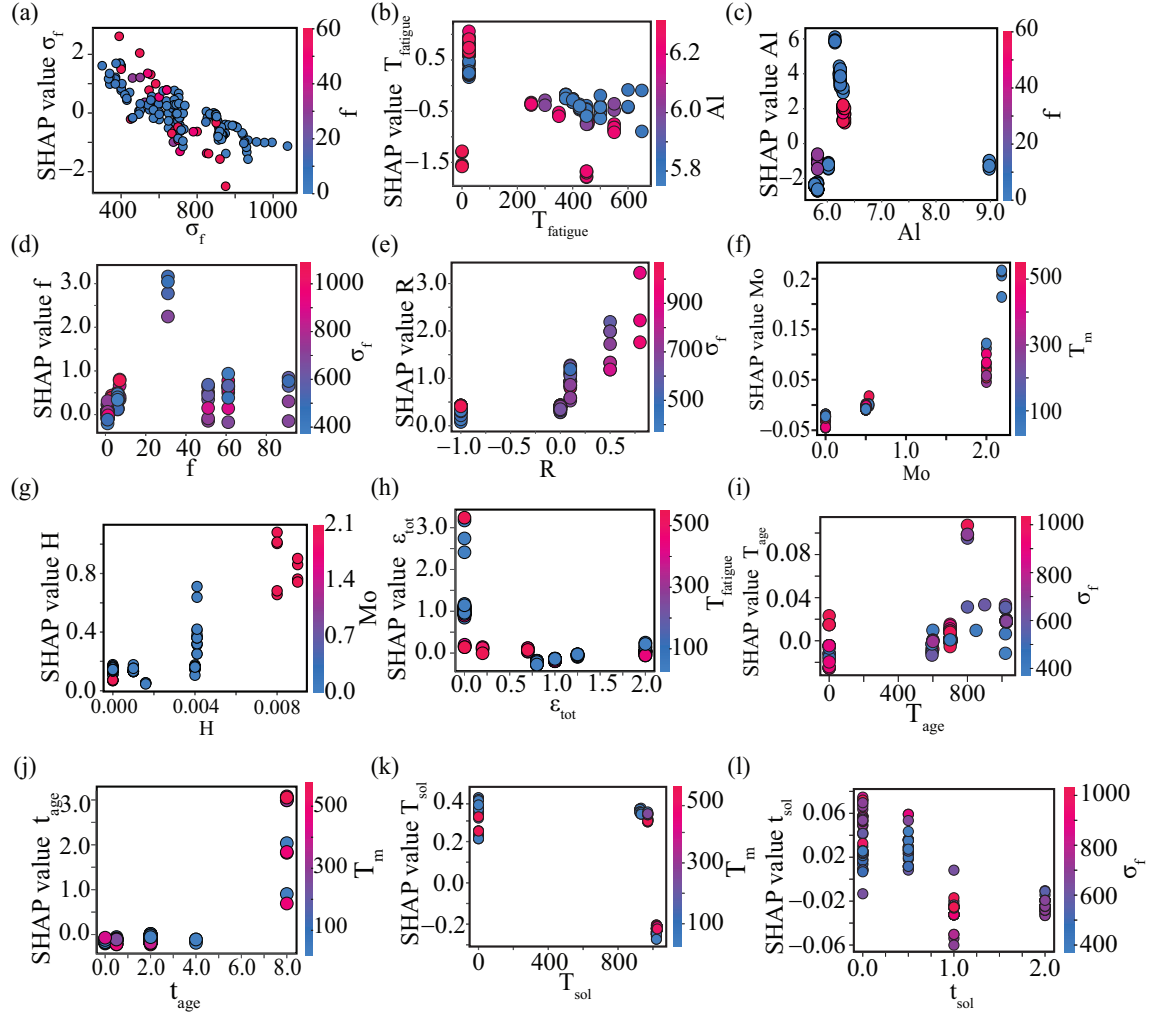 (a)
SHAP value σf
2
0
−2
400 600 800 1000
σf
60
40
20
0
f
(b)
SHAP value Tfatigue
0.5
−0.5
−1.5
0 200 400 600
Tfatigue
6.2
6.0
5.8
Al
(c)
SHAP value Al
6
4
2
0
−2
6.0 7.0 8.0 9.0
Al
60
40
20
0
f
(d)
SHAP value f
3.0
2.0
1.0
0.0
0 20 40 60 80
f
1000
800
600
400
σf
(e)
SHAP value R
3.0
2.0
1.0
0.0
−1.0 −0.5 0.0 0.5
R
900
700
500
σf
(f)
SHAP value Mo
0.2
0.15
0.05
−0.05
0.0 1.0 2.0
Mo
500
300
100
Tm
(g)
SHAP value H
0.8
0.4
0
0.000 0.004 0.008
H
2.1
1.4
0.7
0.0
Mo
(h)
SHAP value εtot
3.0
2.0
1.0
0.0
0.0 0.5 1.0 1.5 2.0
εtot
500
300
100
Tfatigue
(i)
SHAP value Tage
0.08
0.04
0.0
0 400 800
Tage
1000
800
600
400
σf
(j)
SHAP value tage
3.0
2.0
1.0
0.0
0.0 2.0 4.0 6.0 8.0
tage
500
300
100
Tm
(k)
SHAP value Tsol
0.4
0.2
0.0
−0.2
0 400 800
Tsol
500
300
100
Tm
(l)
SHAP value tsol
0.06
0.02
−0.02
−0.06
0.0 1.0 2.0
tsol
1000
800
600
400
σf